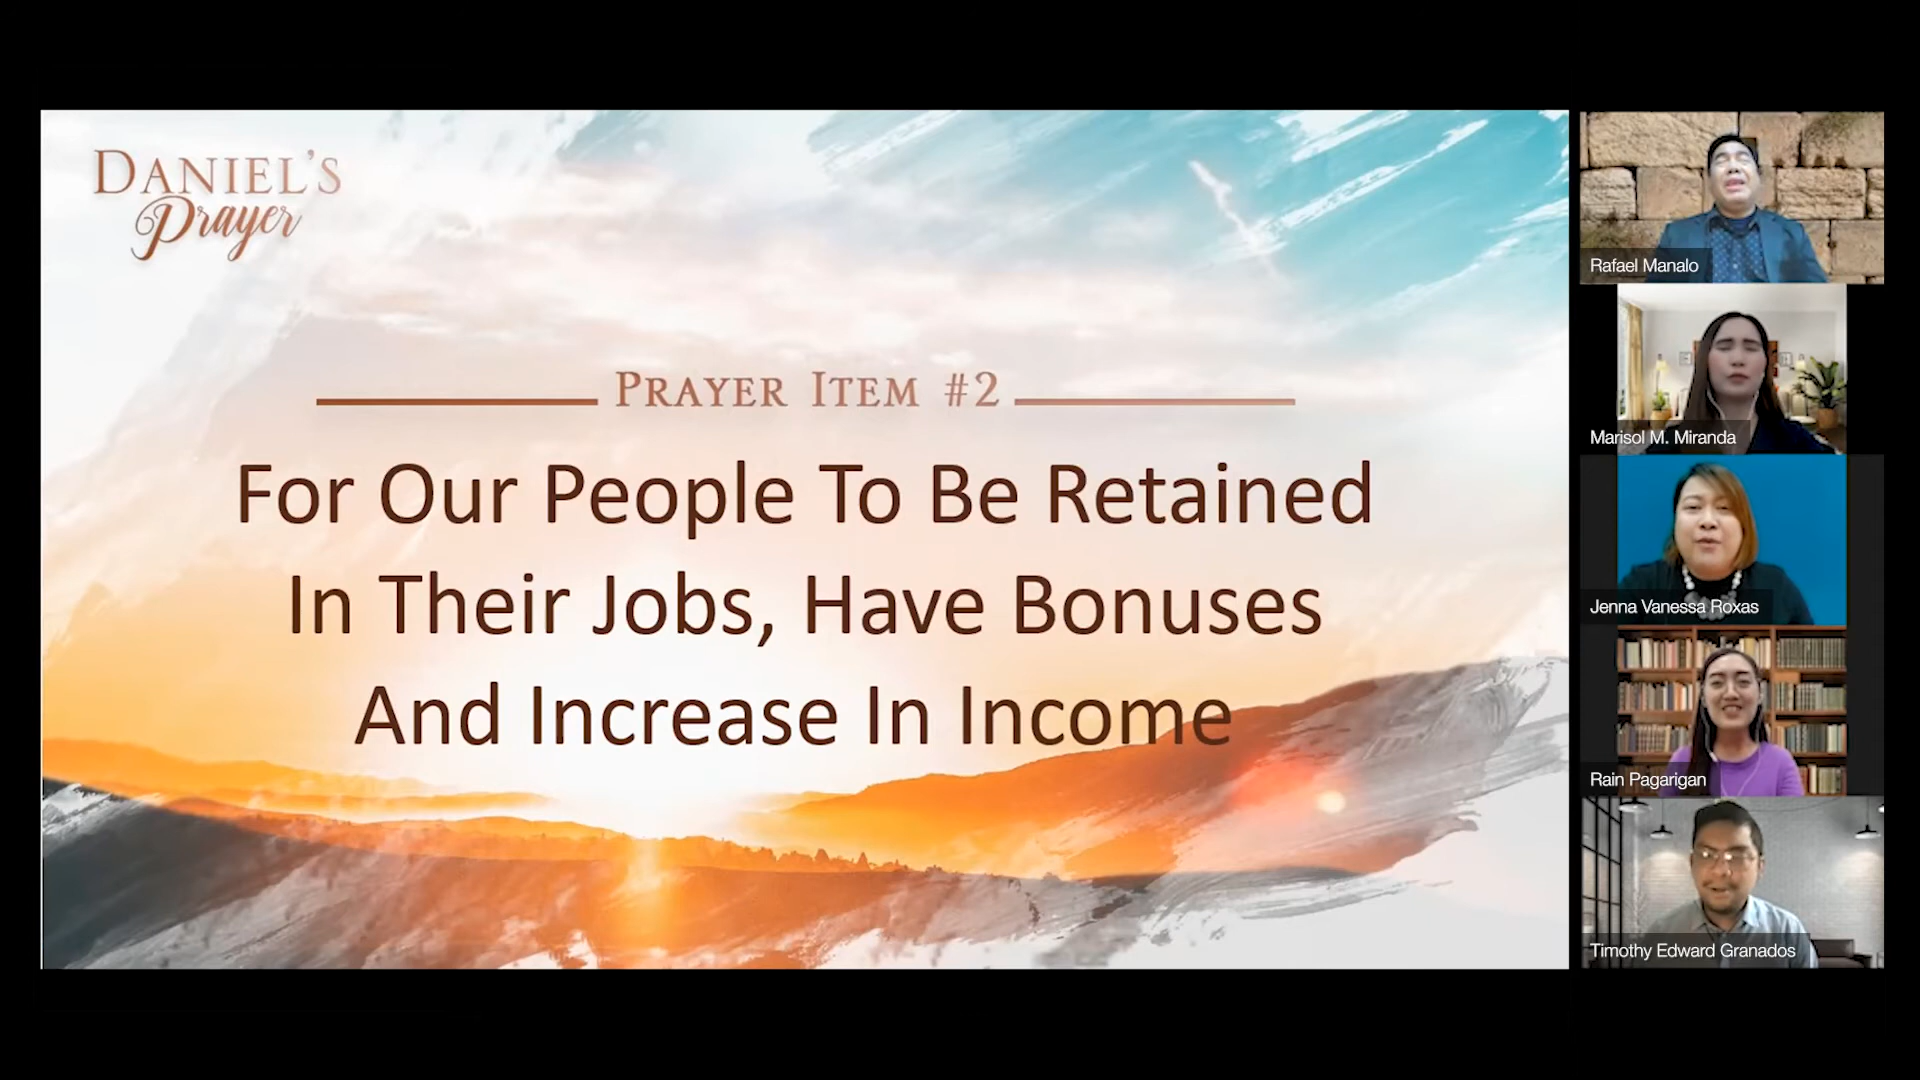 DANIEL'S
Prayer
PRAYER ITEM #2
For Our People To Be Retained
In Their Jobs, Have Bonuses
And Increase In Income
Rafael Manalo
Marisol M. Miranda
Jenna Vanessa Roxas
Rain Pagarigan
Timothy Edward Granados